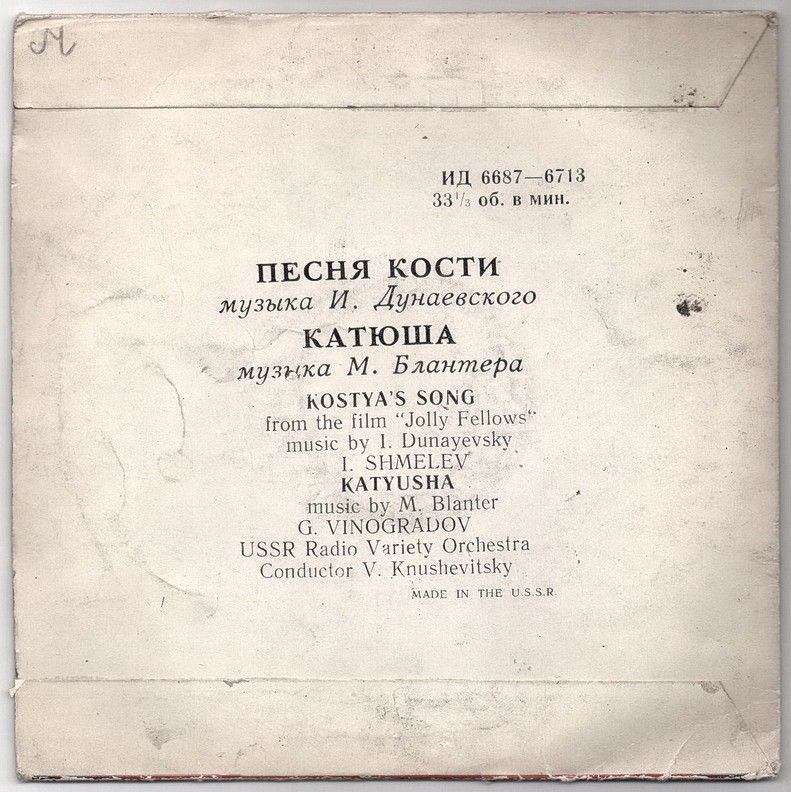 М
ИД 6687—6713
33⅓ об. в мин.
ПЕСНЯ КОСТИ
музыка И. Дунаевского
КАТЮША
музыка М. Блантера
KOSTYA'S SONG
from the film "Jolly Fellows"
music by I. Dunayevsky
I. SHMELEV
KATYUSHA
music by M. Blanter
G. VINOGRADOV
USSR Radio Variety Orchestra
Conductor V. Knushevitsky
MADE IN THE U.S.S.R.